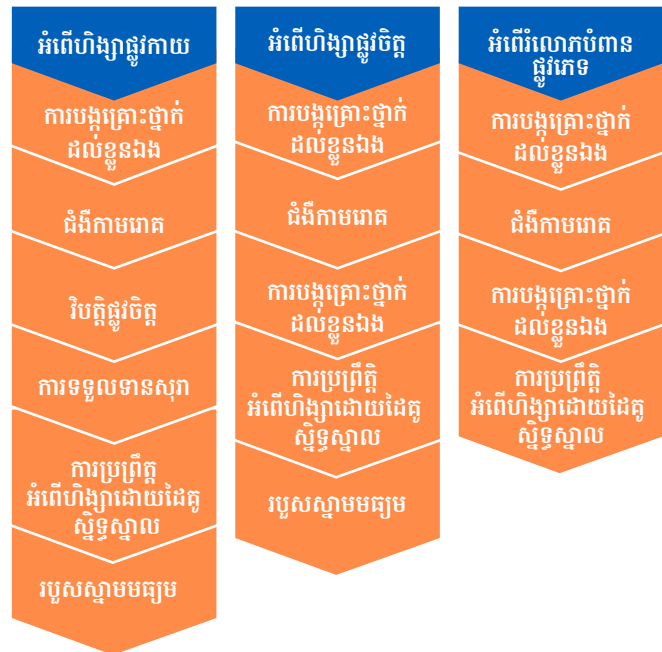 អំពើហិង្សាផ្លូវកាយ
ការបង្កគ្រោះថ្នាក់
ដល់ខ្លួនឯង
ជំងឺកាមរោគ
វិបត្តិផ្លូវចិត្ត
ការទទួលទានសុរា
ការប្រព្រឹត្ត
អំពើហិង្សាដោយដៃគូ
ស្និទ្ធស្នាល
របួសស្នាមមធ្យម
អំពើហិង្សាផ្លូវចិត្ត
ការបង្កគ្រោះថ្នាក់
ដល់ខ្លួនឯង
ជំងឺកាមរោគ
ការបង្កគ្រោះថ្នាក់
ដល់ខ្លួនឯង
ការប្រព្រឹត្តិ
អំពើហិង្សាដោយដៃគូ
ស្និទ្ធស្នាល
របួសស្នាមមធ្យម
អំពើរំលោភបំពាន
ផ្លូវភេទ
ការបង្កគ្រោះថ្នាក់
ដល់ខ្លួនឯង
ជំងឺកាមរោគ
ការបង្កគ្រោះថ្នាក់
ដល់ខ្លួនឯង
ការប្រព្រឹត្តិ
អំពើហិង្សាដោយដៃគូ
ស្និទ្ធស្នាល